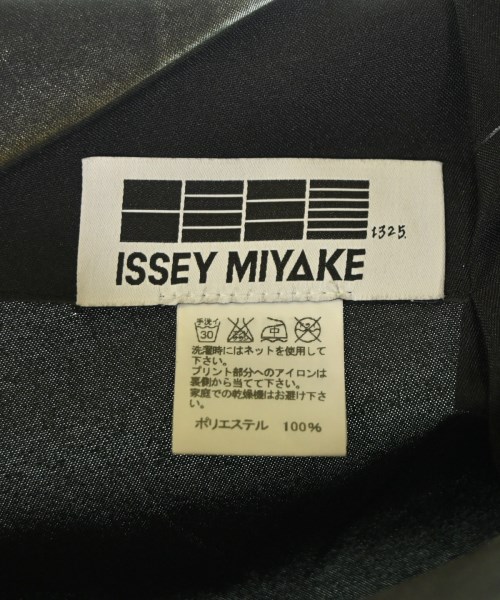 1325.
ISSEY MIYAKE
手洗イ
30
洗濯時にはネットを使用して
下さい。
プリント部分へのアイロンは
裏側から当てて下さい。
家庭での乾燥機はお避け下さ
い。
ポリエステル 100%